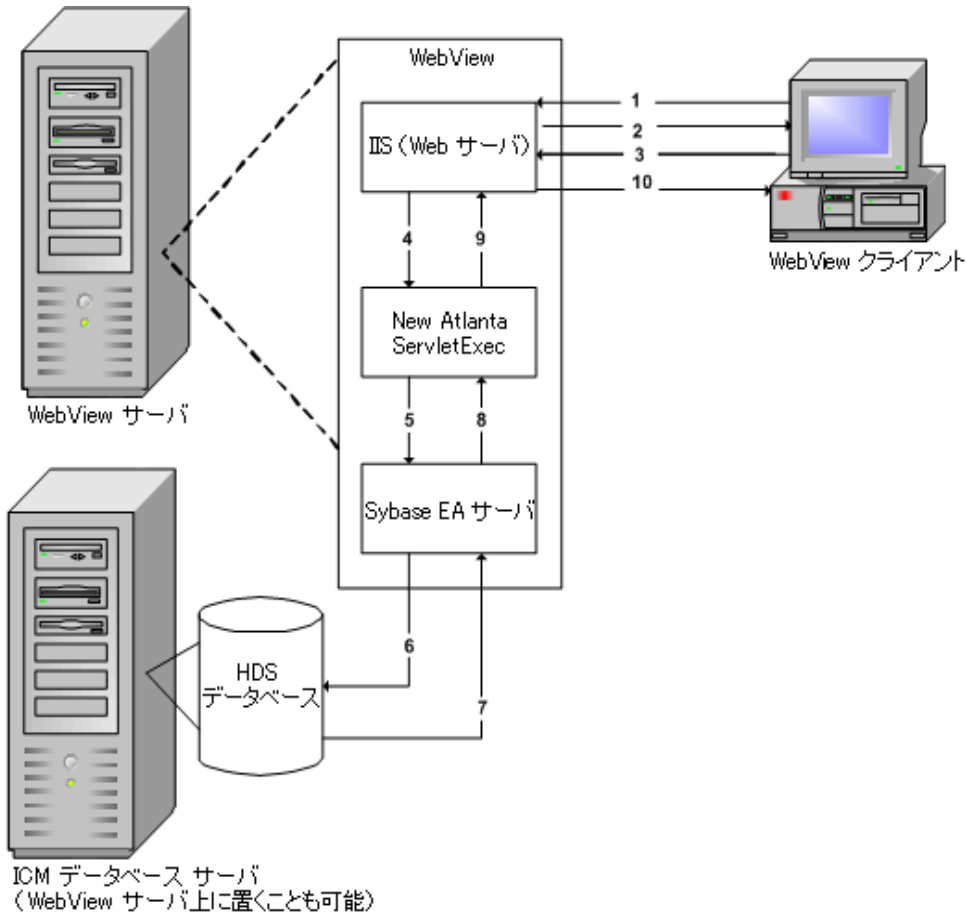 WebView
IIS（Web サーバ）
1
2
3
10
WebView クライアント
4
9
New Atlanta
ServletExec
WebView サーバ
5
8
Sybase EA サーバ
6
HDS
データベース
7
ICM データベース サーバ
（WebView サーバ上に置くことも可能）